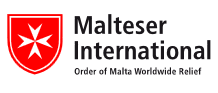 Malteser
International
Order of Malta Worldwide Relief